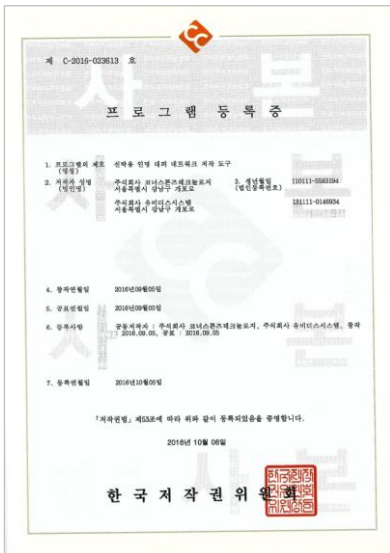 제 C-2016-023613 호
사 본
프로그램등록증
1. 프로그램의 제호 선박용 인명 대피 네트워크 저작 도구
(명칭)
2. 저작자 성명 주식회사 코너스톤즈테크놀로지 3. 생년월일 110111-5583194
(법인명) 서울특별시 강남구 개포로 (법인등록번호)
주식회사 유비더스시스템 131111-0146934
서울특별시 강남구 개포로
4. 창작연월일 2016년09월05일
5. 공표연월일 2016년09월05일
6. 등록사항 공동저작자 : 주식회사 코너스톤즈테크놀로지, 주식회사 유비더스시스템, 창작
: 2016.09.05, 공표 : 2016.09.05
7. 등록연월일 2016년10월06일
사 본
사 본
「저작권법」 제53조에 따라 위와 같이 등록되었음을 증명합니다.
2016년 10월 06일
사 본
한국저작권위원회